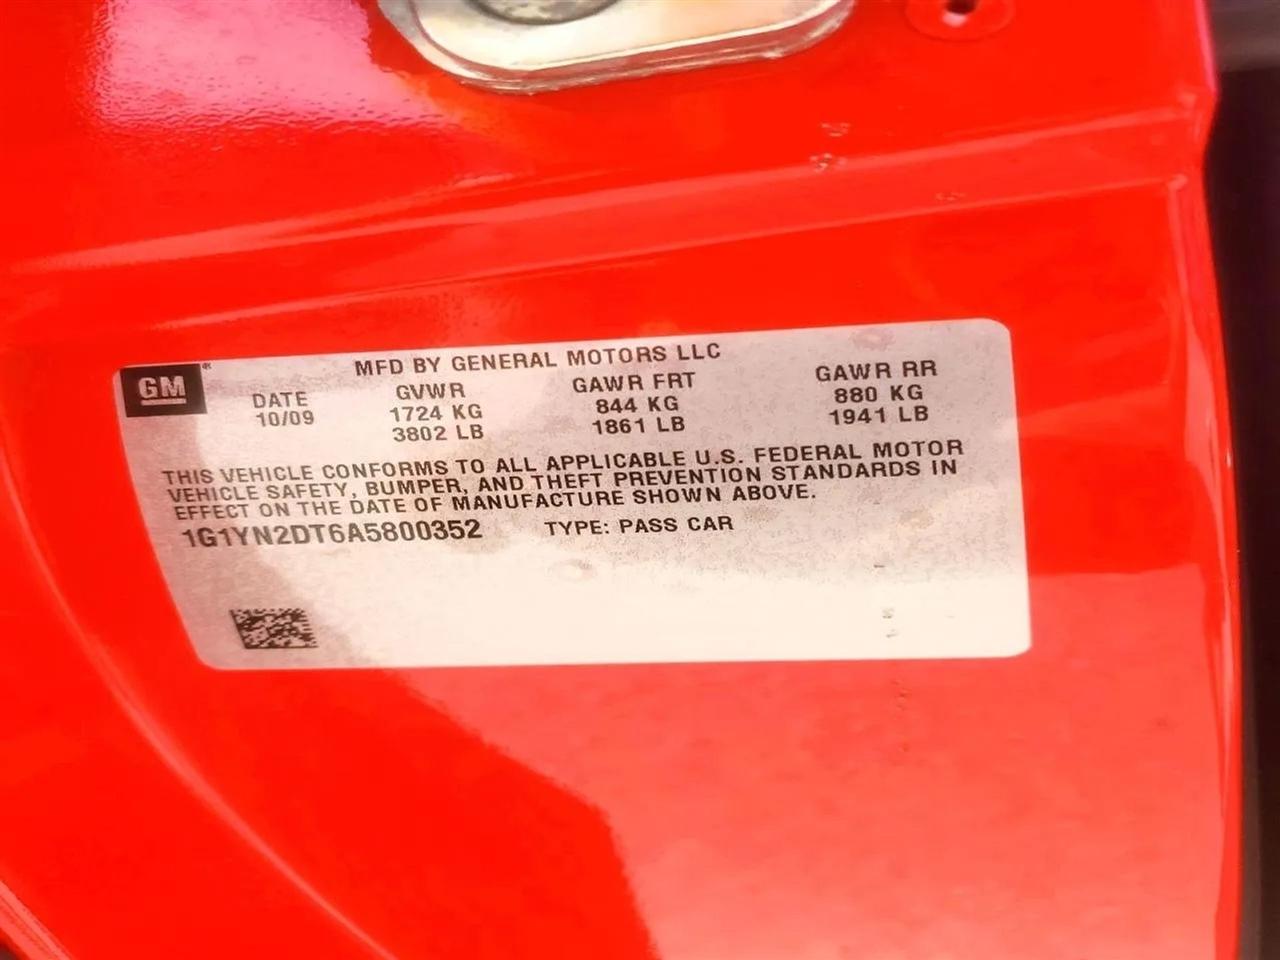 GM
MFD BY GENERAL MOTORS LLC
DATE GVWR GAWR FRT GAWR RR
10/09 1724 KG 844 KG 880 KG
3802 LB 1861 LB 1941 LB
THIS VEHICLE CONFORMS TO ALL APPLICABLE U.S. FEDERAL MOTOR
VEHICLE SAFETY, BUMPER, AND THEFT PREVENTION STANDARDS IN
EFFECT ON THE DATE OF MANUFACTURE SHOWN ABOVE.
1G1YN2DT6A5800352 TYPE: PASS CAR